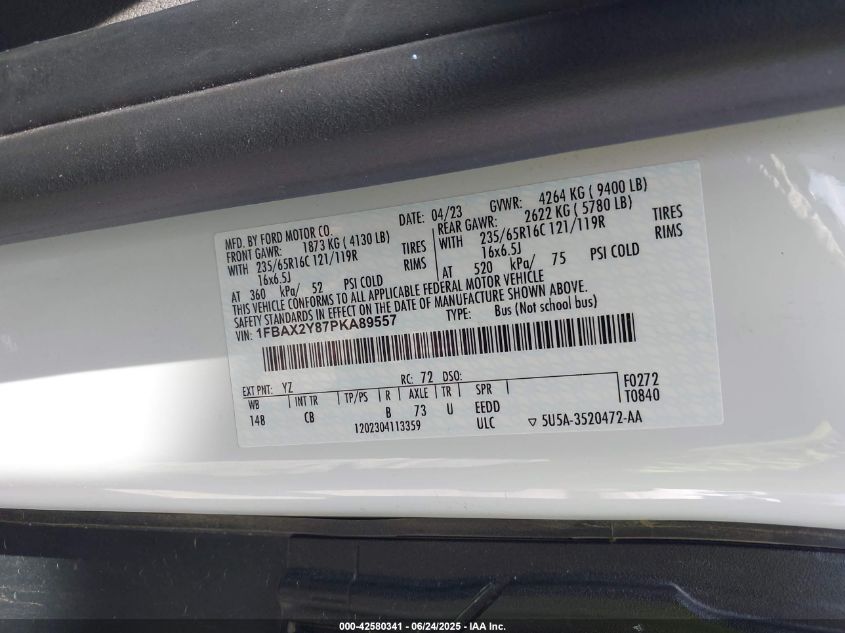 MFD. BY FORD MOTOR CO. DATE: 04/23 GVWR: 4264 KG ( 9400 LB)
FRONT GAWR: 1873 KG ( 4130 LB) REAR GAWR: 2622 KG ( 5780 LB)
WITH 235/65R16C 121/119R TIRES WITH 235/65R16C 121/119R TIRES
16x6.5J RIMS 16x6.5J RIMS
AT 360 kPa/ 52 PSI COLD AT 520 kPa/ 75 PSI COLD
THIS VEHICLE CONFORMS TO ALL APPLICABLE FEDERAL MOTOR VEHICLE
SAFETY STANDARDS IN EFFECT ON THE DATE OF MANUFACTURE SHOWN ABOVE.
VIN: 1FBAX2Y87PKA89557 TYPE: Bus (Not school bus)
EXT PNT: YZ RC: 72 DSO: F0272
WB INT TR TP/PS R AXLE TR SPR T0840
148 CB B 73 U EEDD
1202304113359 ULC ▽ 5U5A-3520472-AA
000-42580341 - 06/24/2025 - IAA Inc.